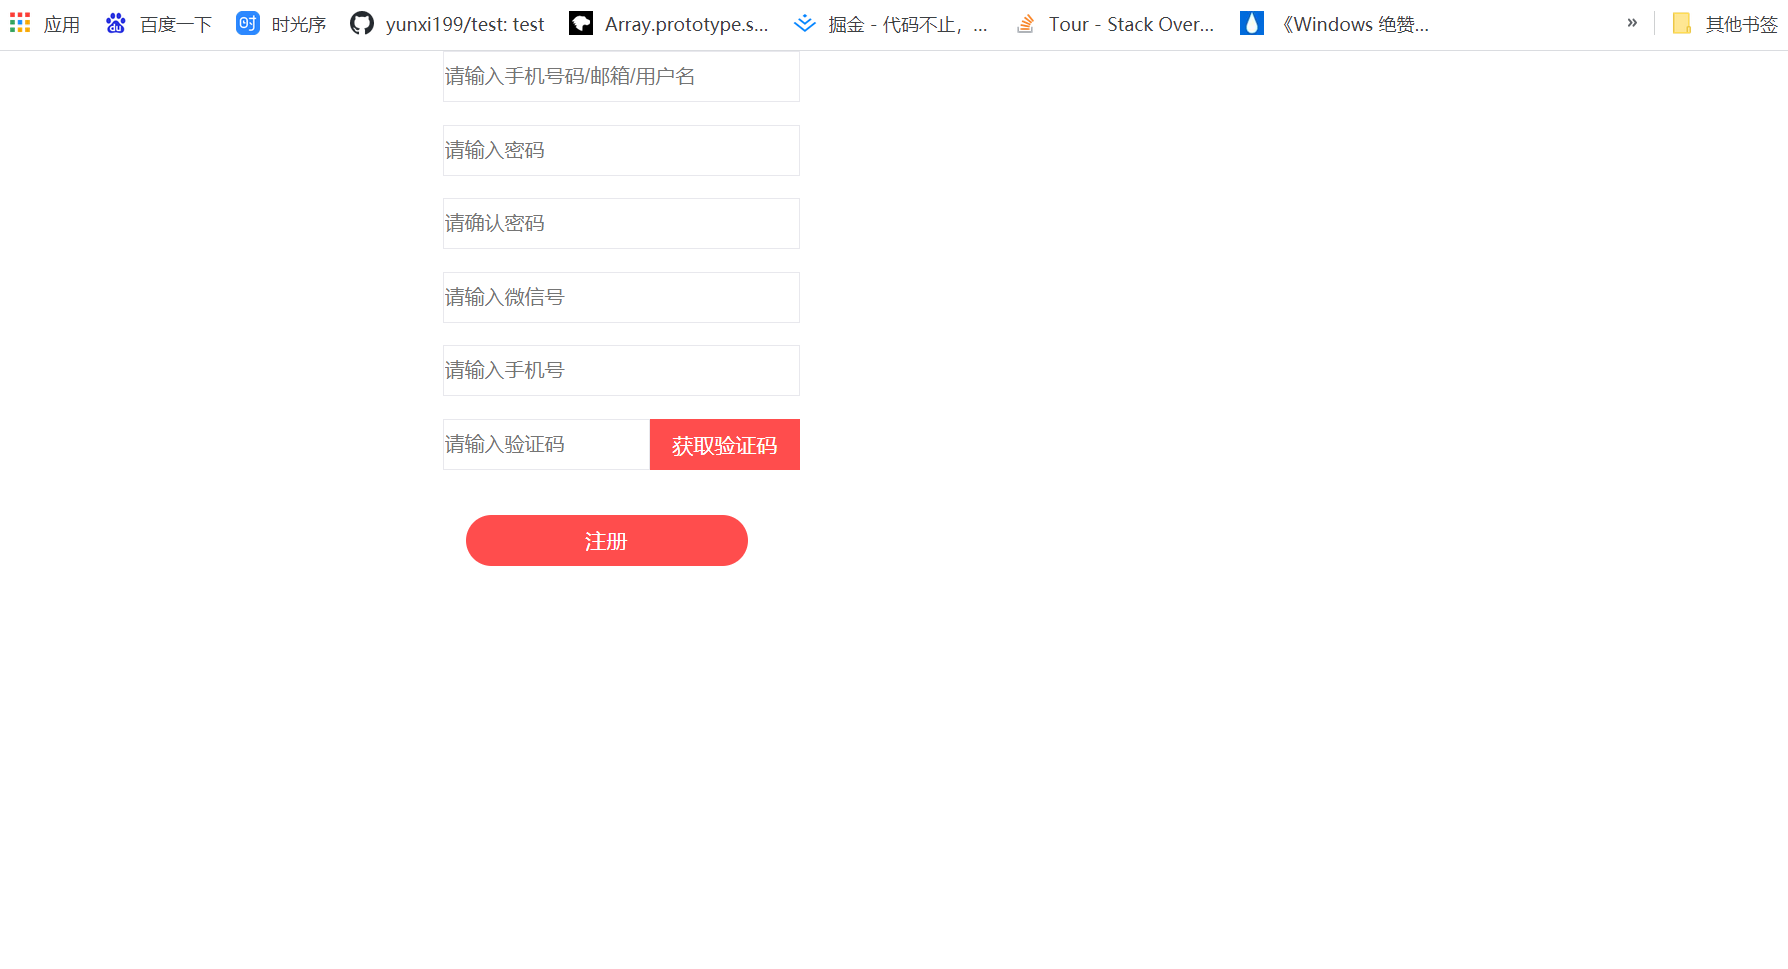 应用 百度一下 时光序 yunxi199/test: test Array.prototype.s... 掘金 - 代码不止，... Tour - Stack Over... 《Windows 绝赞... » 其他书签
请输入手机号码/邮箱/用户名
请输入密码
请确认密码
请输入微信号
请输入手机号
请输入验证码 获取验证码
注册